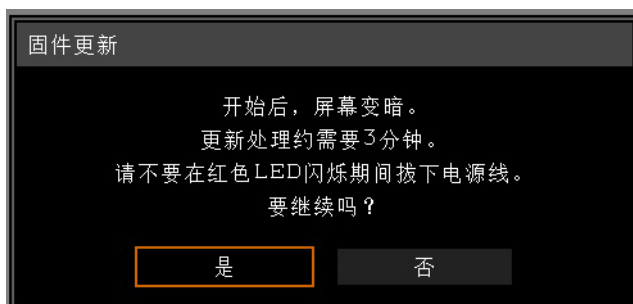 固件更新
开始后，屏幕变暗。
更新处理约需要3分钟。
请不要在红色LED闪烁期间拔下电源线。
要继续吗？
是
否